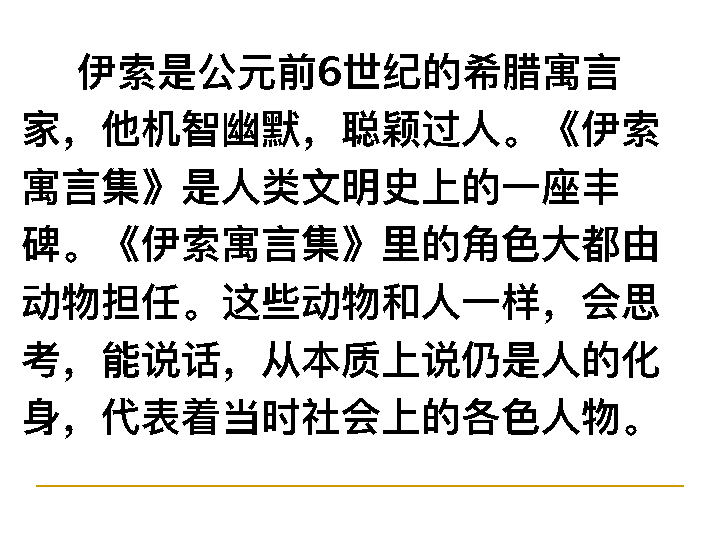 伊索是公元前6世纪的希腊寓言
家，他机智幽默，聪颖过人。《伊索
寓言集》是人类文明史上的一座丰
碑。《伊索寓言集》里的角色大都由
动物担任。这些动物和人一样，会思
考，能说话，从本质上说仍是人的化
身，代表着当时社会上的各色人物。